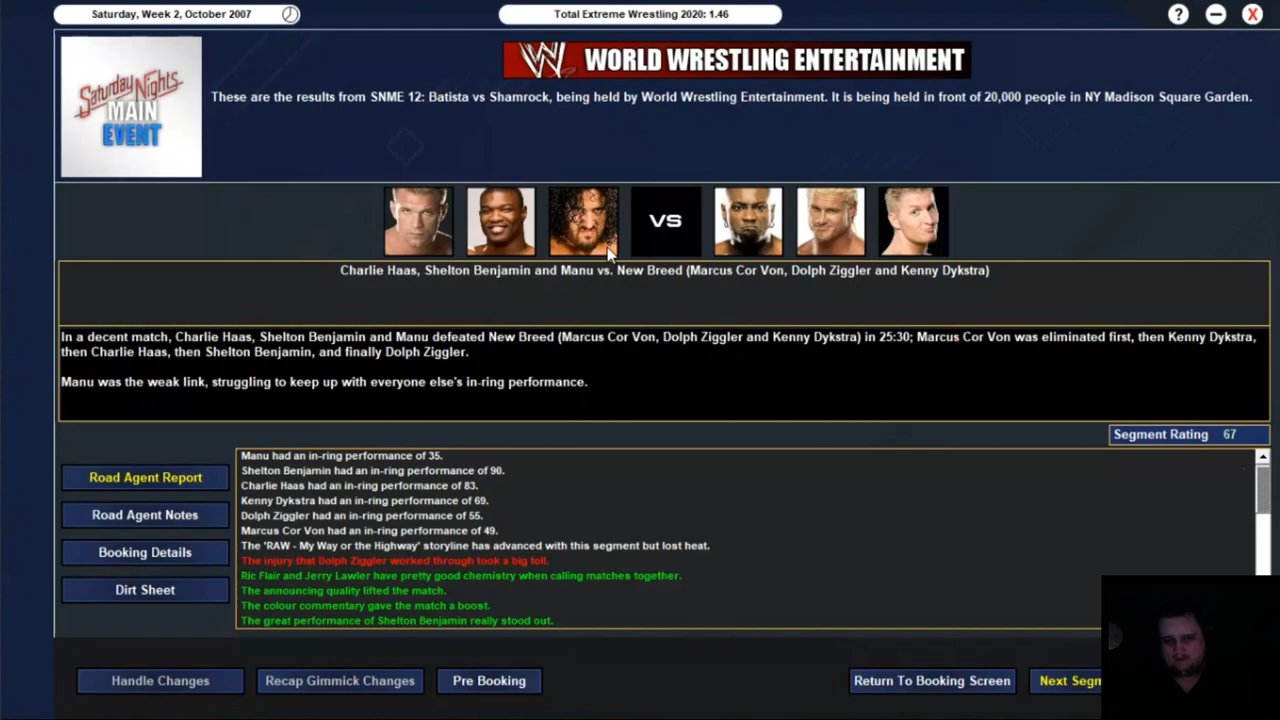 Saturday, Week 2, October 2007
Total Extreme Wrestling 2020: 1.46
?
X
Saturday Night's
MAIN
EVENT
W WORLD WRESTLING ENTERTAINMENT
These are the results from SNME 12: Batista vs Shamrock, being held by World Wrestling Entertainment. It is being held in front of 20,000 people in NY Madison Square Garden.
VS
Charlie Haas, Shelton Benjamin and Manu vs. New Breed (Marcus Cor Von, Dolph Ziggler and Kenny Dykstra)
In a decent match, Charlie Haas, Shelton Benjamin and Manu defeated New Breed (Marcus Cor Von, Dolph Ziggler and Kenny Dykstra) in 25:30; Marcus Cor Von was eliminated first, then Kenny Dykstra,
then Charlie Haas, then Shelton Benjamin, and finally Dolph Ziggler.
Manu was the weak link, struggling to keep up with everyone else's in-ring performance.
Segment Rating 67
Road Agent Report
Road Agent Notes
Booking Details
Dirt Sheet
Manu had an in-ring performance of 35.
Shelton Benjamin had an in-ring performance of 90.
Charlie Haas had an in-ring performance of 83.
Kenny Dykstra had an in-ring performance of 69.
Dolph Ziggler had an in-ring performance of 55.
Marcus Cor Von had an in-ring performance of 49.
The 'RAW - My Way or the Highway' storyline has advanced with this segment but lost heat.
The injury that Dolph Ziggler worked through took a big toll.
Ric Flair and Jerry Lawler have pretty good chemistry when calling matches together.
The announcing quality lifted the match.
The colour commentary gave the match a boost.
The great performance of Shelton Benjamin really stood out.
Handle Changes
Recap Gimmick Changes
Pre Booking
Return To Booking Screen
Next Segm